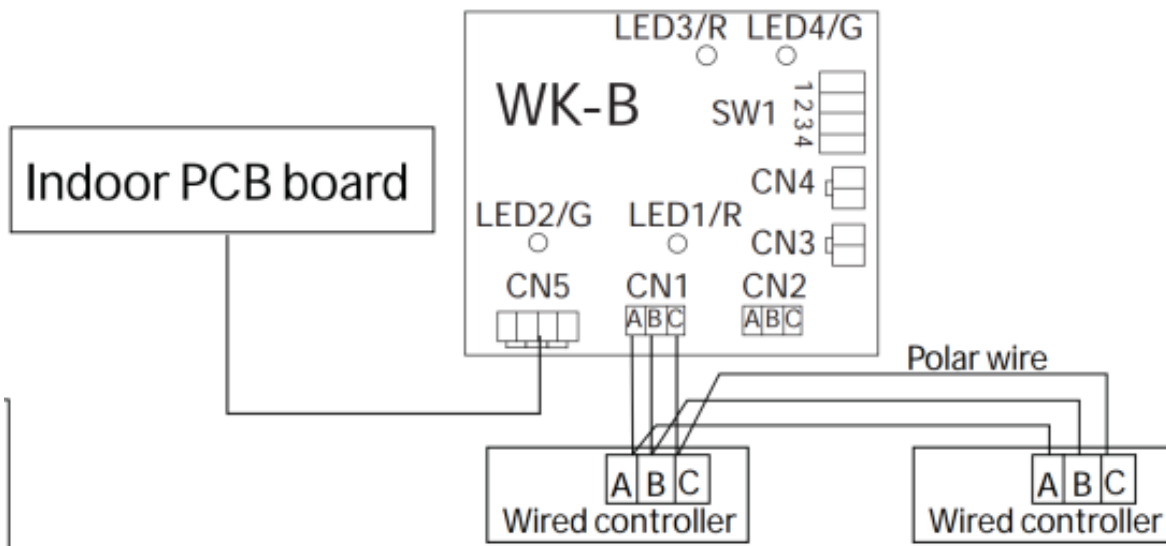 LED3/R LED4/G
WK-B
SW1
1 2 3 4
Indoor PCB board
CN4
LED2/G LED1/R
CN3
CN5 CN1 CN2
A B C A B C
Polar wire
A B C A B C
Wired controller Wired controller